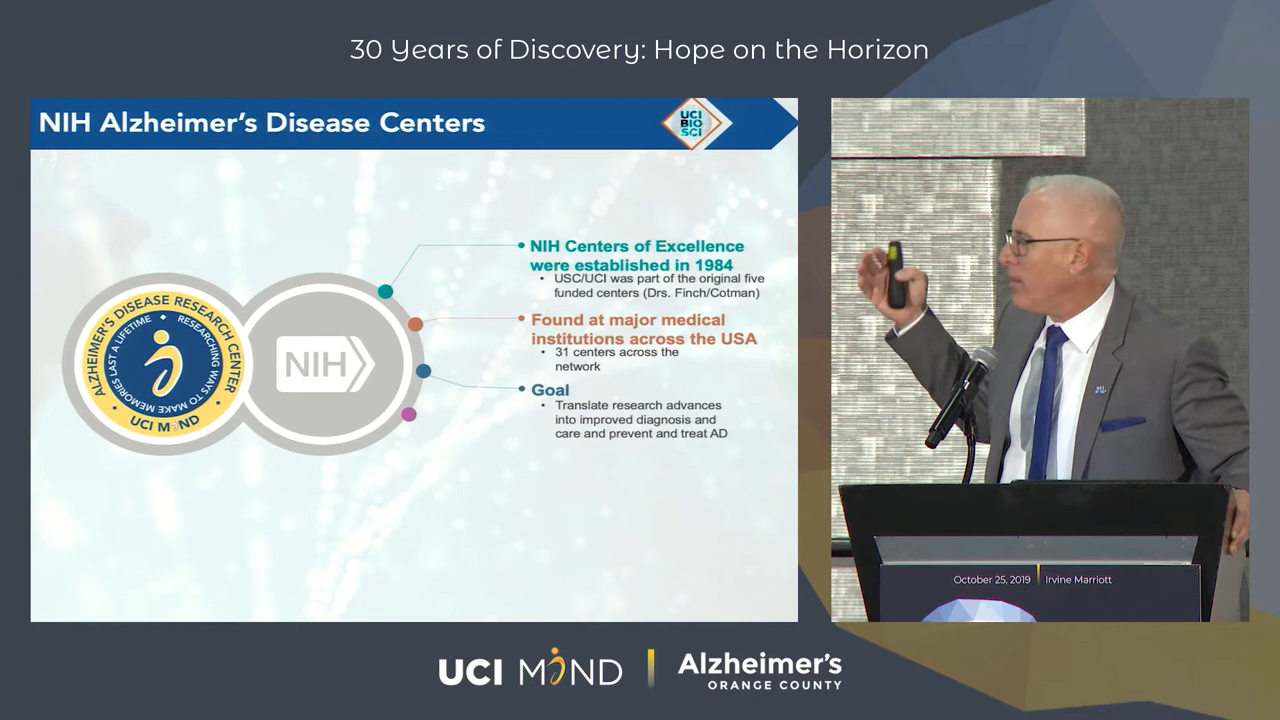 30 Years of Discovery: Hope on the Horizon
NIH Alzheimer's Disease Centers
UCI
BIO
SCI
• NIH Centers of Excellence
were established in 1984
• USC/UCI was part of the original five
funded centers (Drs. Finch/Cotman)
• Found at major medical
institutions across the USA
• 31 centers across the
network
• Goal
• Translate research advances
into improved diagnosis and
care and prevent and treat AD
ALZHEIMER'S DISEASE RESEARCH CENTER
RESEARCHING WAYS TO MAKE MEMORIES LAST A LIFETIME
UCI MIND
NIH
October 25, 2019 | Irvine Marriott
UCI MIND | Alzheimer's
ORANGE COUNTY